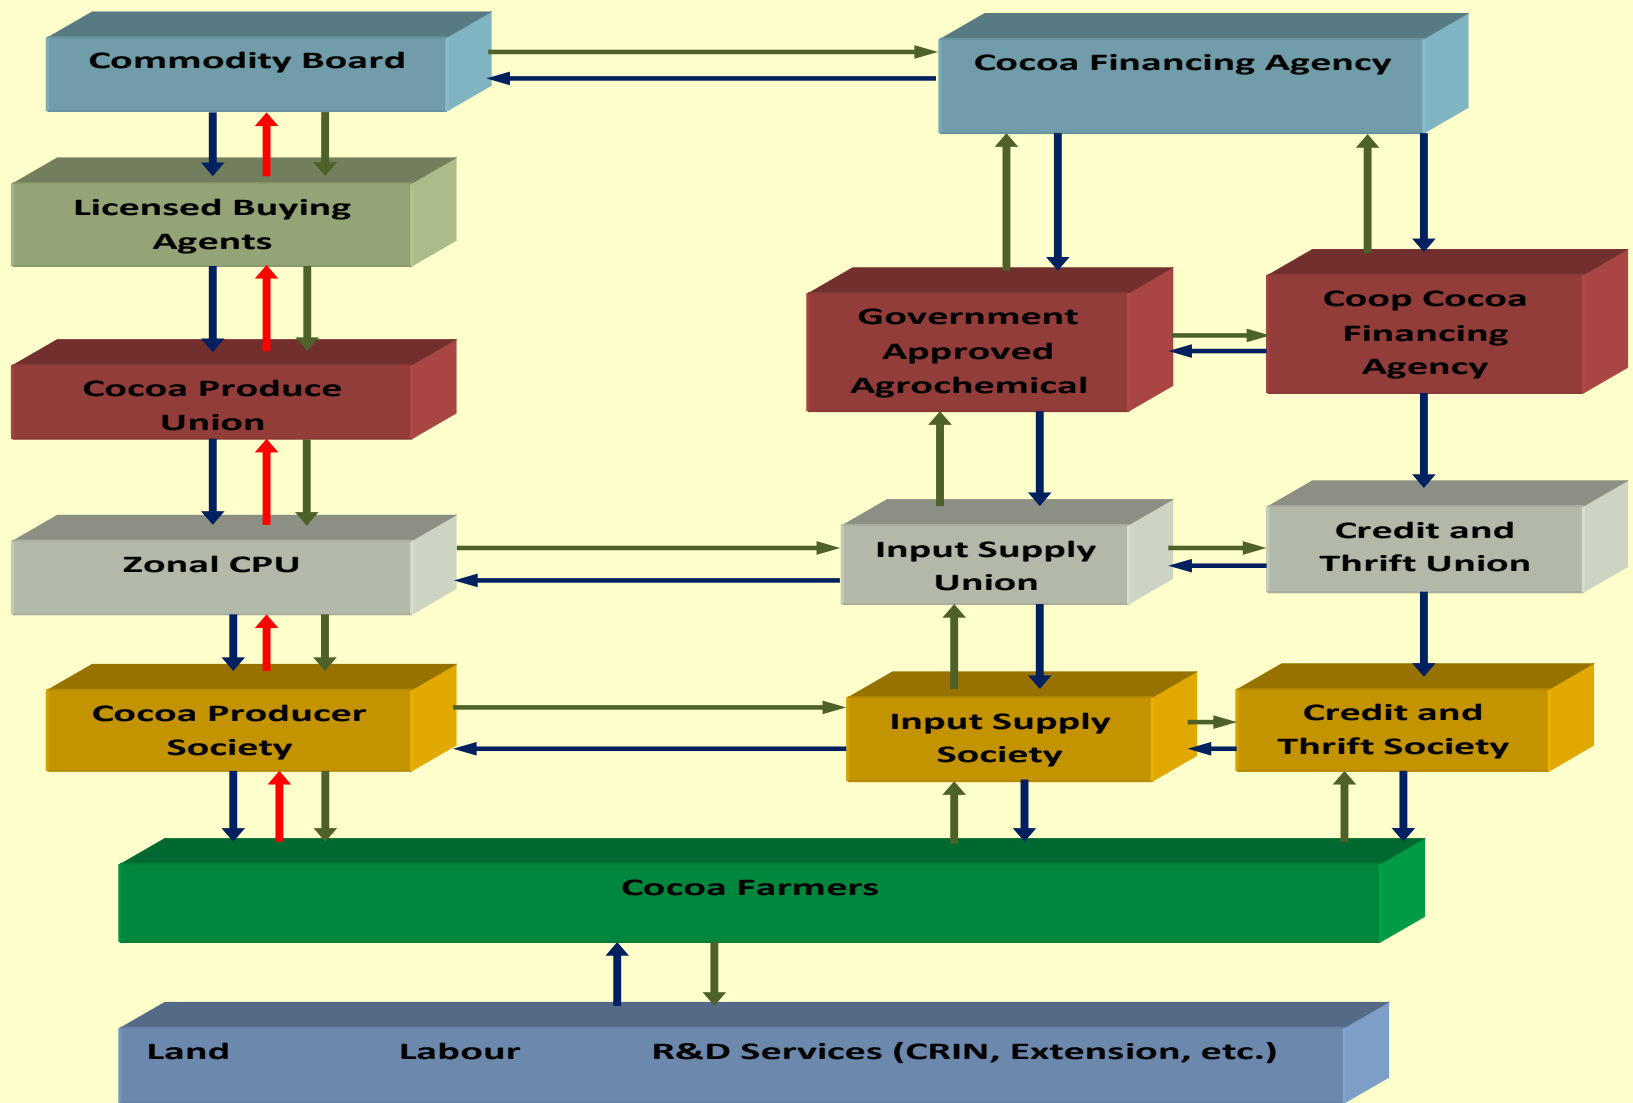 Commodity Board
Cocoa Financing Agency
Licensed Buying
Agents
Government
Approved
Agrochemical
Coop Cocoa
Financing
Agency
Cocoa Produce
Union
Zonal CPU
Input Supply
Union
Credit and
Thrift Union
Cocoa Producer
Society
Input Supply
Society
Credit and
Thrift Society
Cocoa Farmers
Land Labour R&D Services (CRIN, Extension, etc.)